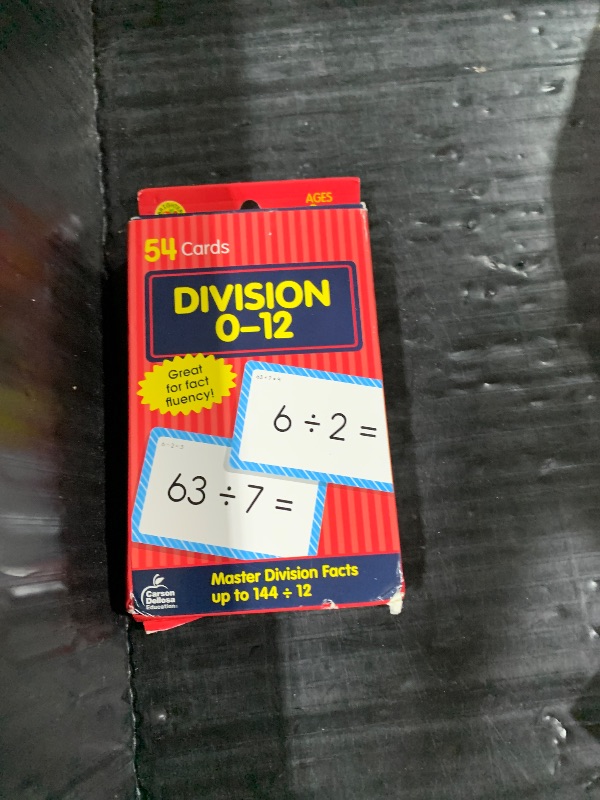 AGES
54 Cards
DIVISION
0–12
Great
for fact
fluency!
6 ÷ 2 =
63 ÷ 7 =
Master Division Facts
up to 144 ÷ 12
Carson
Dellosa
Education